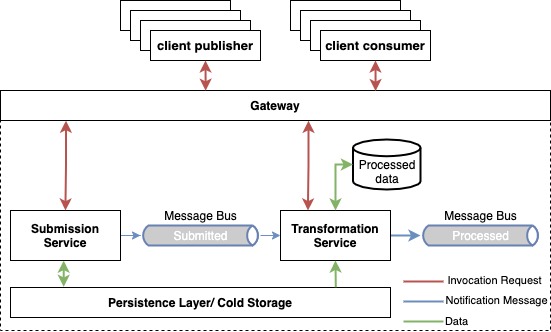 client publisher
client consumer
Gateway
Processed
data
Message Bus
Message Bus
Submission
Service
Submitted
Transformation
Service
Processed
Persistence Layer/ Cold Storage
Invocation Request
Notification Message
Data